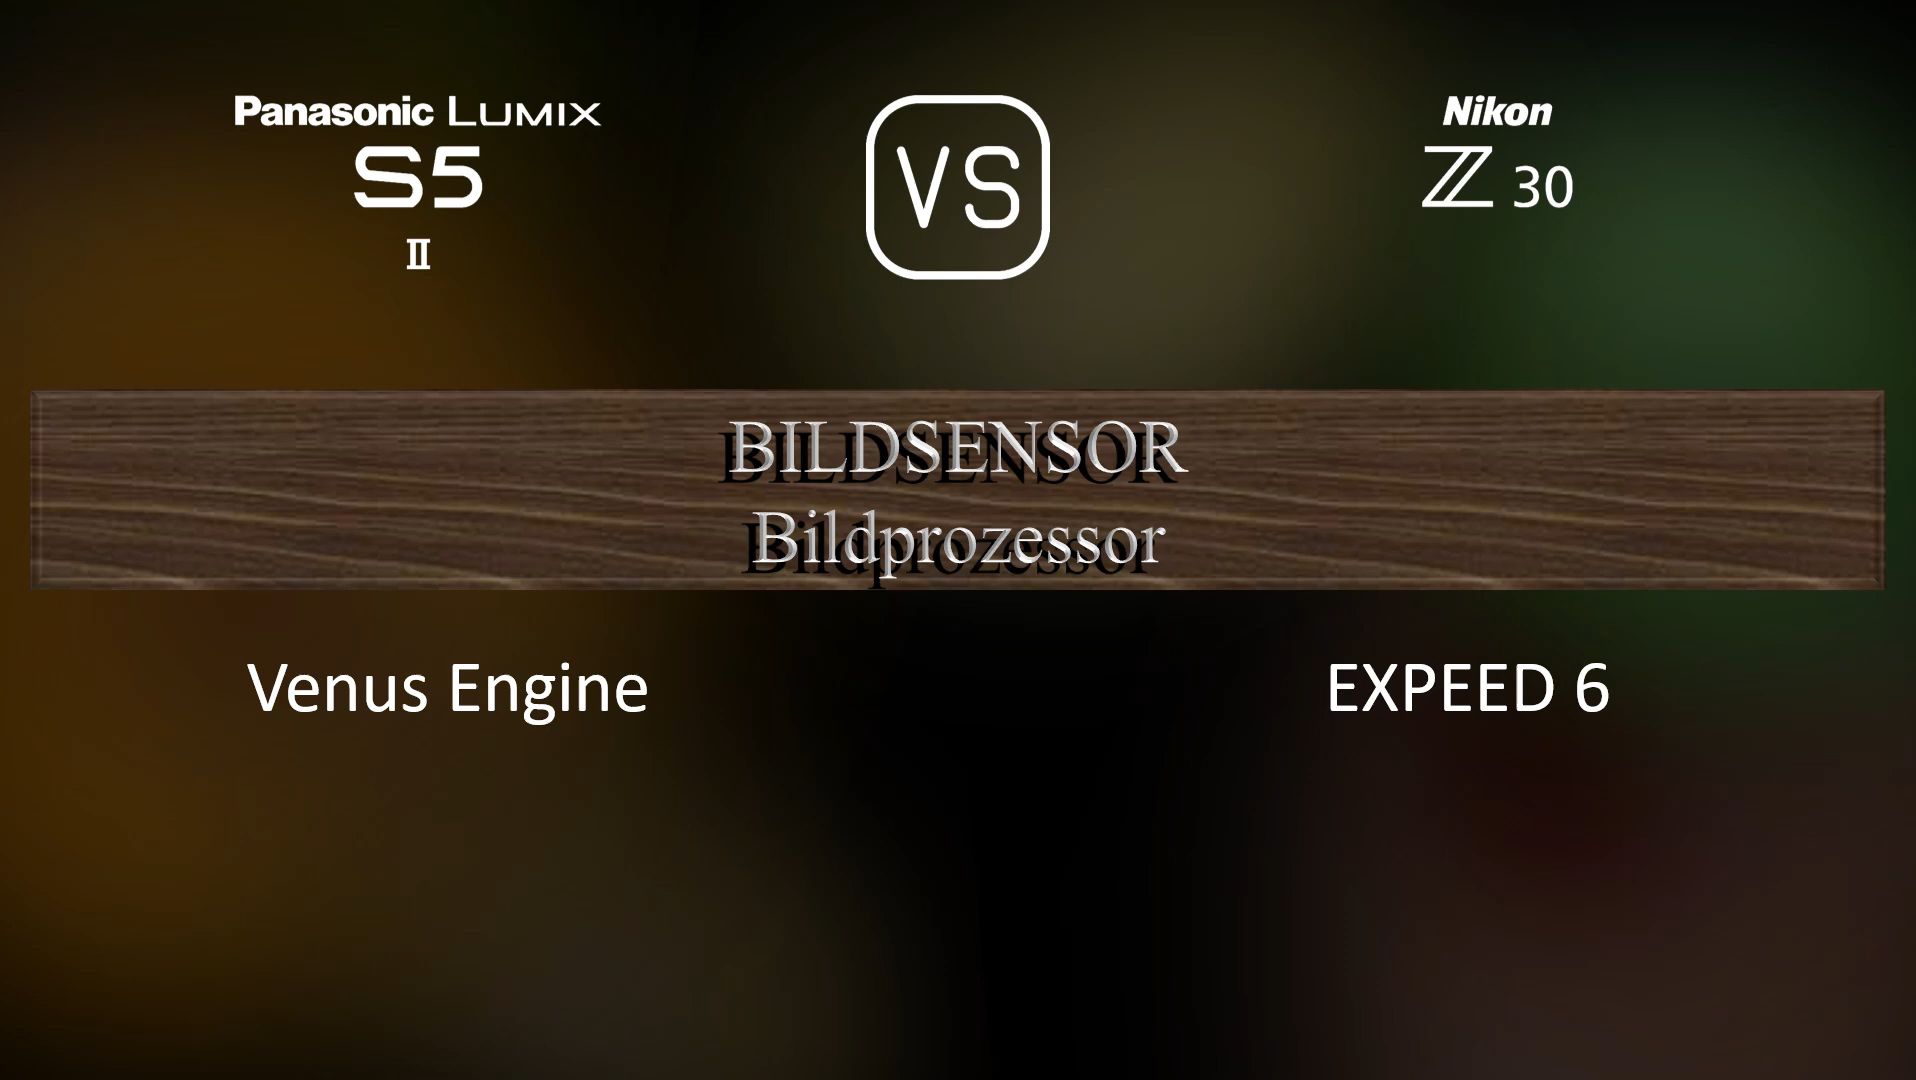 Panasonic LUMIX
S5
II
VS
Nikon
Z 30
BILDSENSOR
Bildprozessor
Venus Engine
EXPEED 6